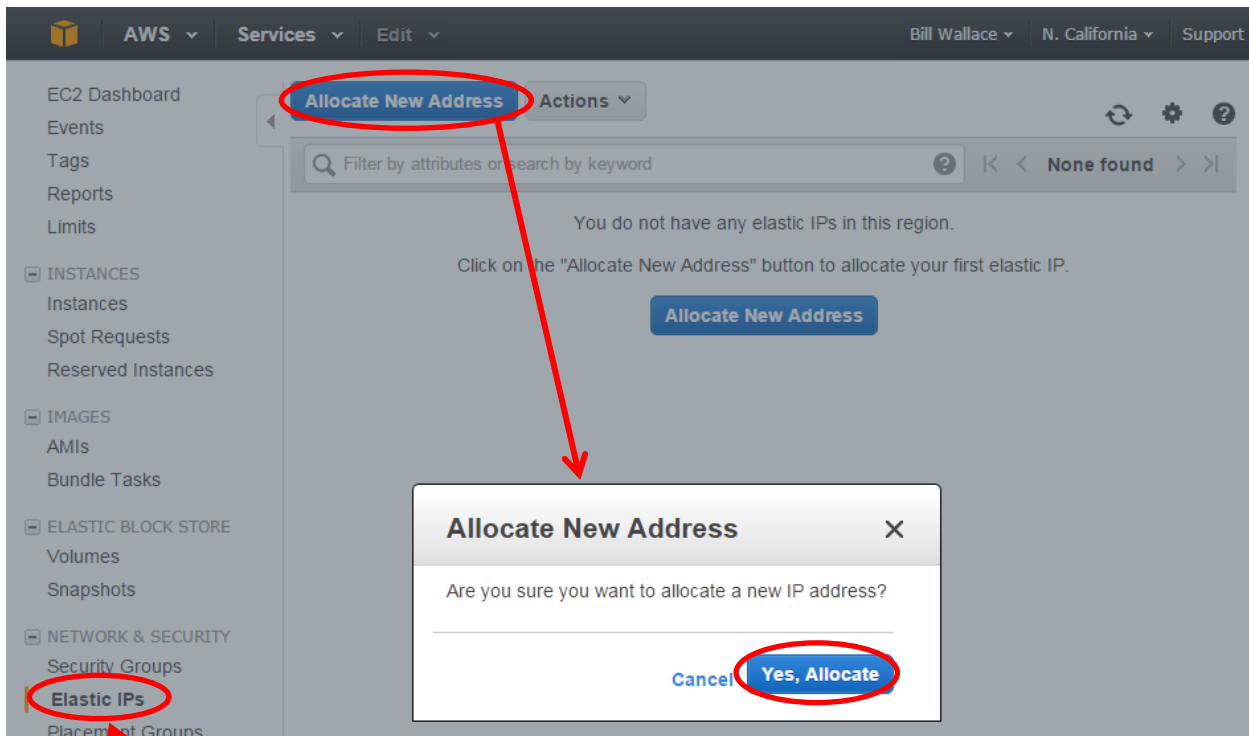 AWS Services Edit Bill Wallace N. California Support
EC2 Dashboard
Events
Tags
Reports
Limits
INSTANCES
Instances
Spot Requests
Reserved Instances
IMAGES
AMIs
Bundle Tasks
ELASTIC BLOCK STORE
Volumes
Snapshots
NETWORK & SECURITY
Security Groups
Elastic IPs
Placement Groups
Allocate New Address Actions
Filter by attributes or search by keyword None found
You do not have any elastic IPs in this region.
Click on the "Allocate New Address" button to allocate your first elastic IP.
Allocate New Address
Allocate New Address
Are you sure you want to allocate a new IP address?
Cancel Yes, Allocate